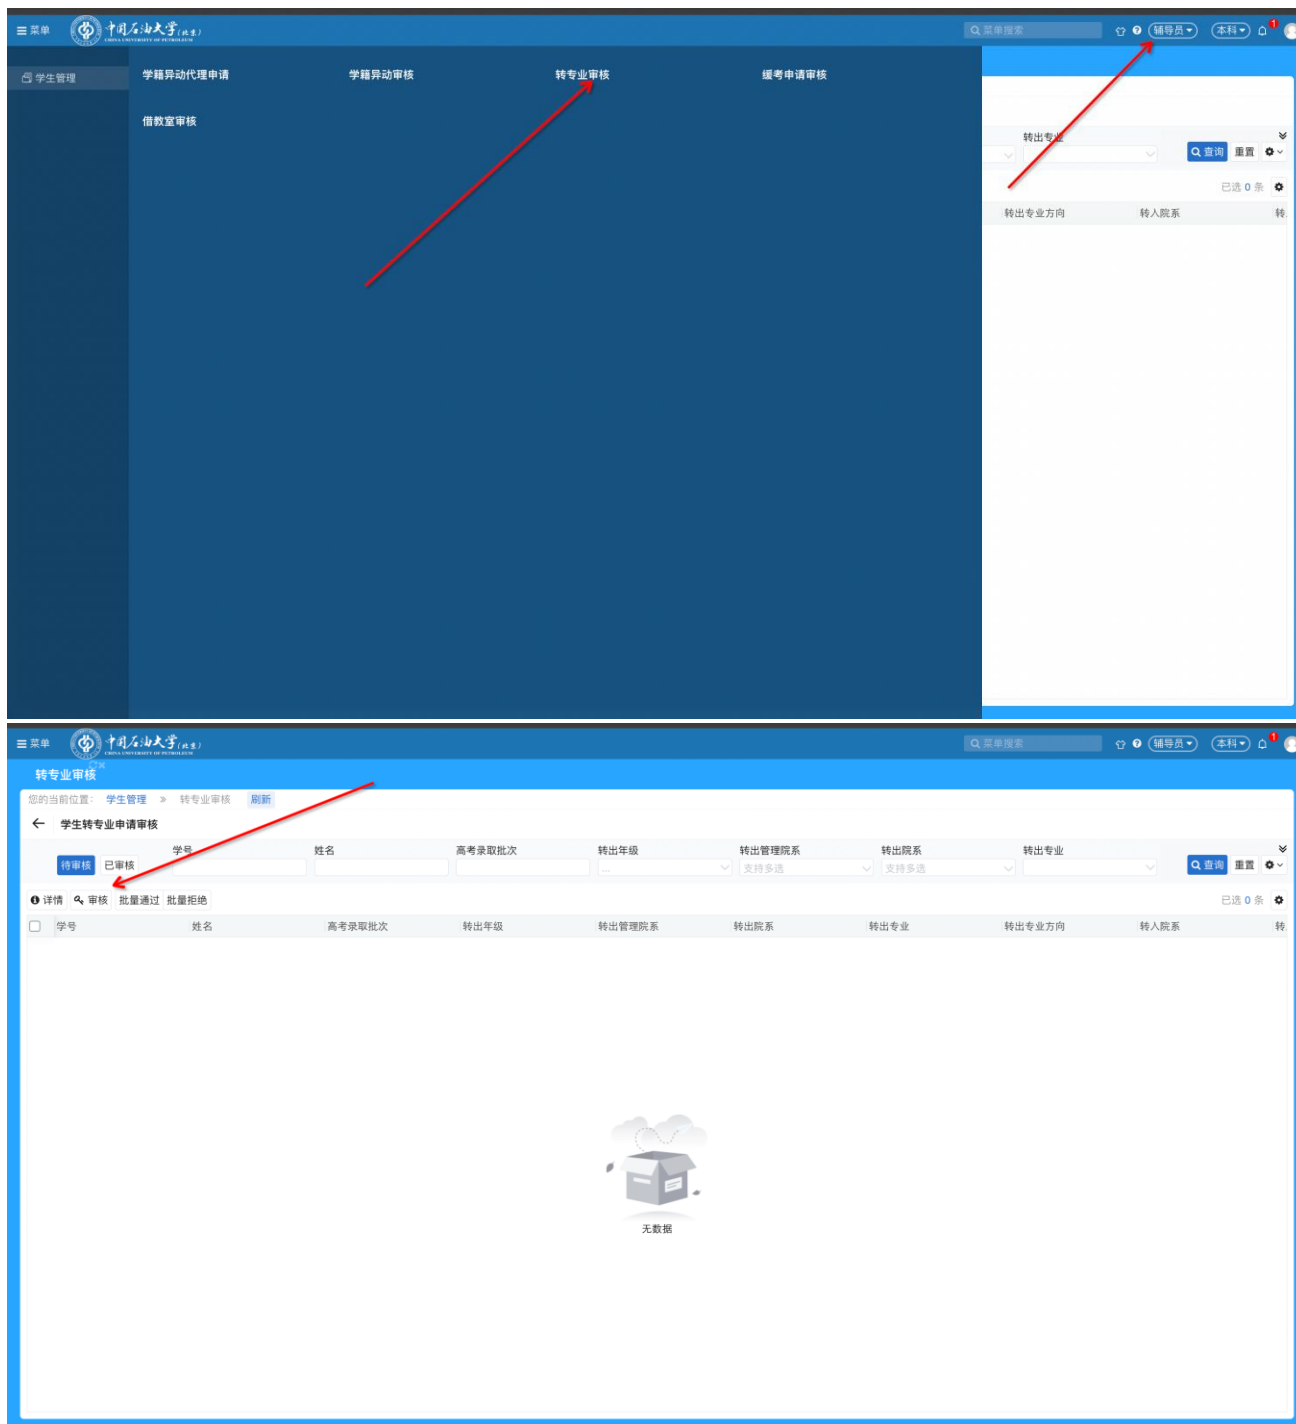 菜单 中国石油大学(北京) 菜单搜索 辅导员 本科 1
CHINA UNIVERSITY OF PETROLEUM
学生管理 学籍异动代理申请 学籍异动审核 转专业审核 缓考申请审核
借教室审核
转出专业
查询 重置
已选 0 条
转出专业方向 转入院系 转.
菜单 中国石油大学(北京) 菜单搜索 辅导员 本科 1
CHINA UNIVERSITY OF PETROLEUM
转专业审核
您的当前位置: 学生管理 » 转专业审核 刷新
← 学生转专业申请审核
学号 姓名 高考录取批次 转出年级 转出管理院系 转出院系 转出专业
待审核 已审核 ... 支持多选 支持多选 查询 重置
详情 审核 批量通过 批量拒绝 已选 0 条
学号 姓名 高考录取批次 转出年级 转出管理院系 转出院系 转出专业 转出专业方向 转入院系 转.
无数据